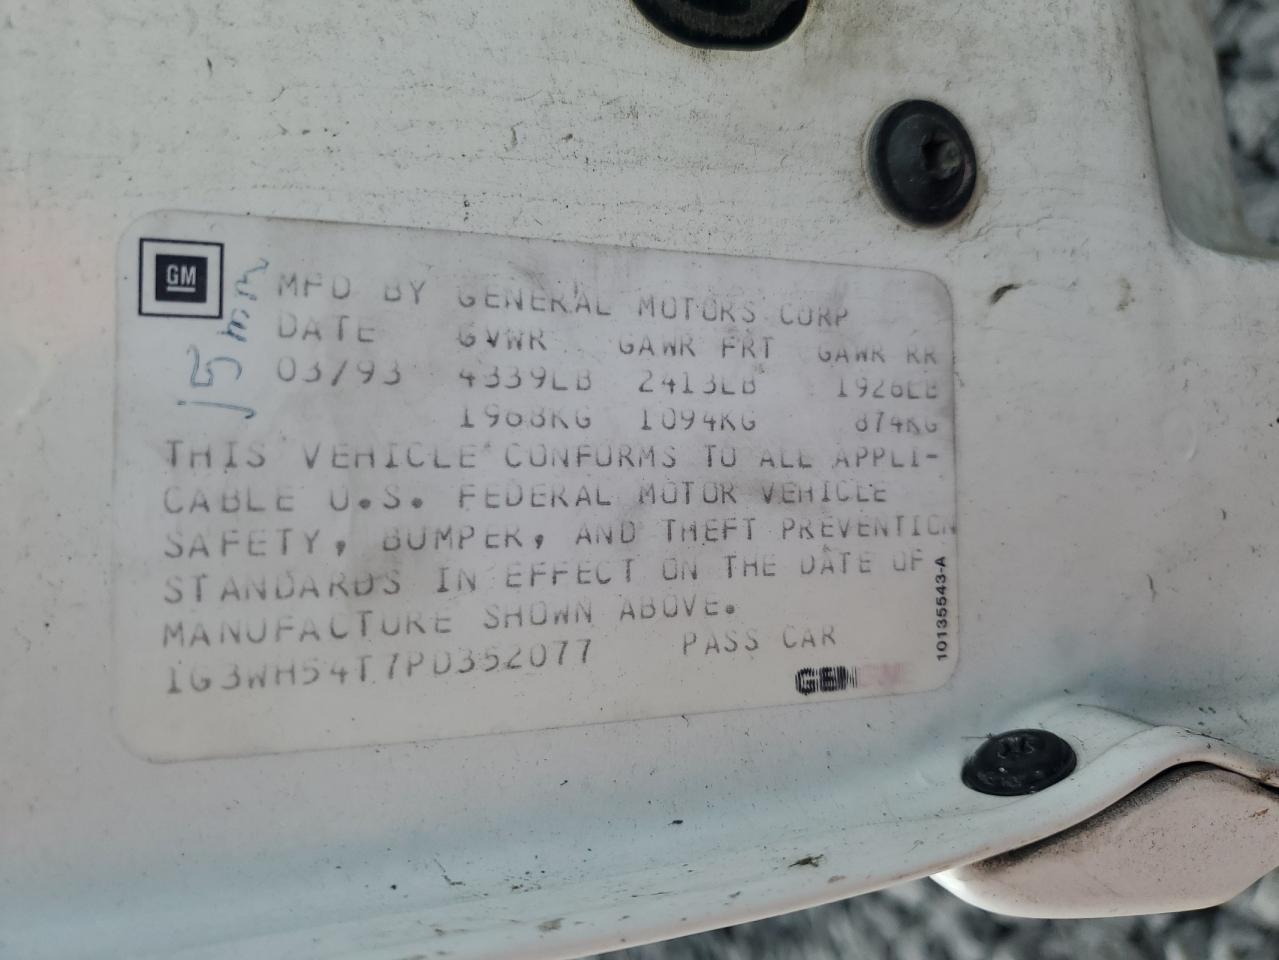 GM
15mm
MFD BY GENERAL MOTORS CORP
DATE GVWR GAWR FRT GAWR RR
03/93 4339LB 2413LB 1926LB
1968KG 1094KG 874KG
THIS VEHICLE CONFORMS TO ALL APPLI-
CABLE U.S. FEDERAL MOTOR VEHICLE
SAFETY, BUMPER, AND THEFT PREVENTION
STANDARDS IN EFFECT ON THE DATE OF
MANUFACTURE SHOWN ABOVE.
1G3WH54T7PD352077 PASS CAR
10135543-A